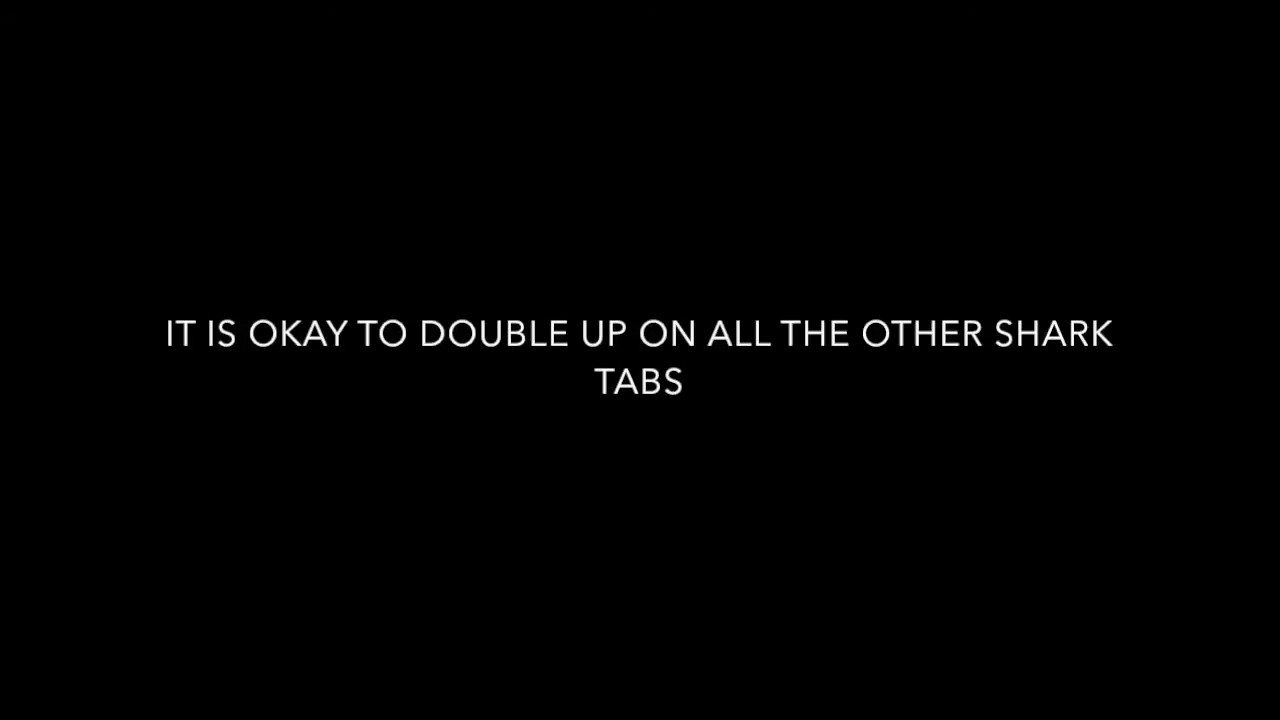 IT IS OKAY TO DOUBLE UP ON ALL THE OTHER SHARK
TABS